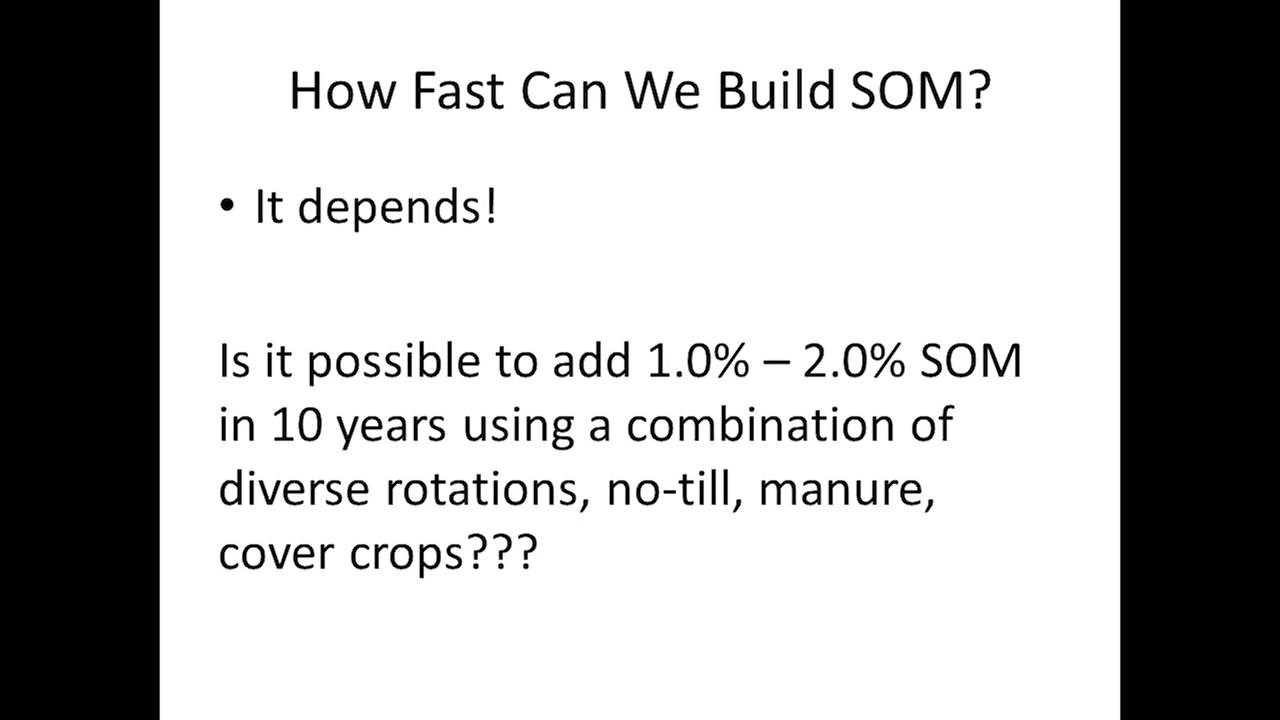 How Fast Can We Build SOM?
• It depends!
Is it possible to add 1.0% – 2.0% SOM
in 10 years using a combination of
diverse rotations, no-till, manure,
cover crops???